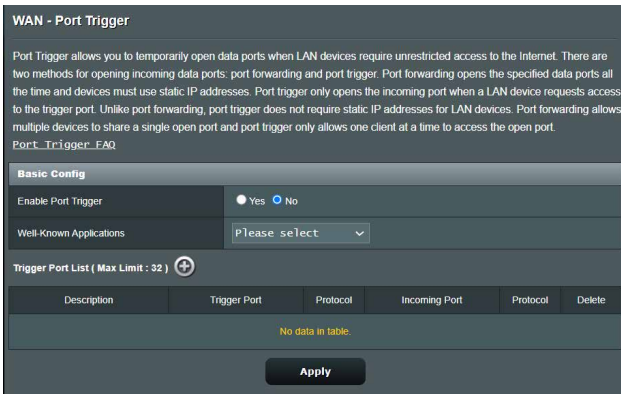 WAN - Port Trigger
Port Trigger allows you to temporarily open data ports when LAN devices require unrestricted access to the Internet. There are
two methods for opening incoming data ports: port forwarding and port trigger. Port forwarding opens the specified data ports all
the time and devices must use static IP addresses. Port trigger only opens the incoming port when a LAN device requests access
to the trigger port. Unlike port forwarding, port trigger does not require static IP addresses for LAN devices. Port forwarding allows
multiple devices to share a single open port and port trigger only allows one client at a time to access the open port.
Port Trigger FAQ
Basic Config
Enable Port Trigger Yes No
Well-Known Applications Please select
Trigger Port List ( Max Limit : 32 )
Description Trigger Port Protocol Incoming Port Protocol Delete
No data in table.
Apply